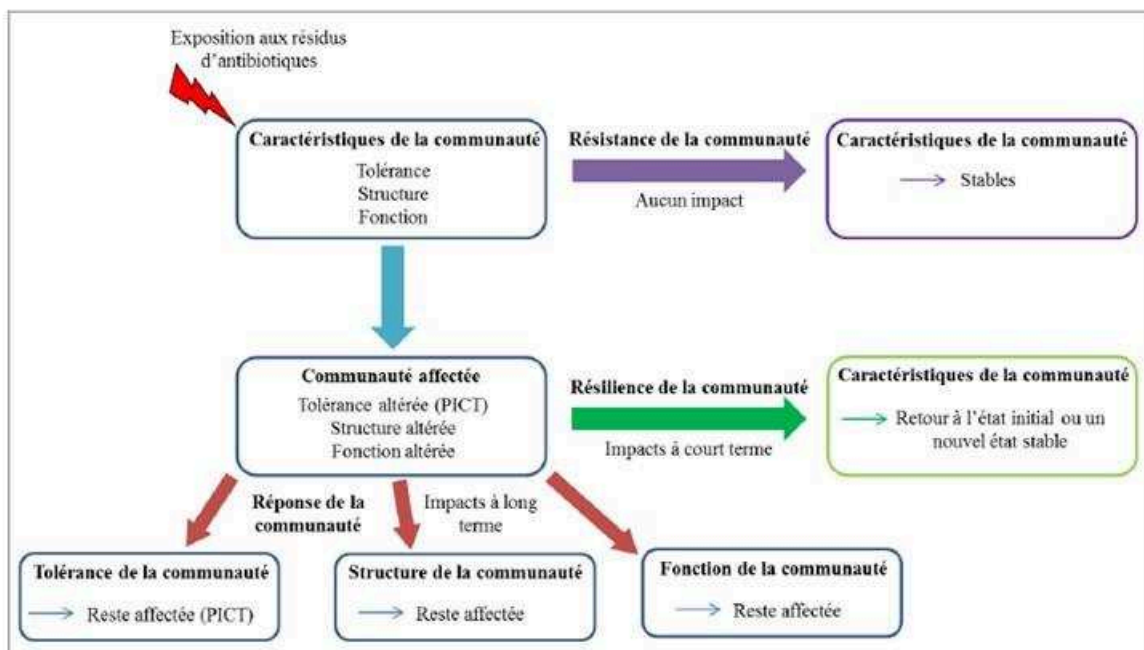 Exposition aux résidus
d’antibiotiques
Caractéristiques de la communauté
Tolérance
Structure
Fonction
Résistance de la communauté
Aucun impact
Caractéristiques de la communauté
Stables
Communauté affectée
Tolérance altérée (PICT)
Structure altérée
Fonction altérée
Résilience de la communauté
Impacts à court terme
Caractéristiques de la communauté
Retour à l’état initial ou un
nouvel état stable
Réponse de la
communauté
Impacts à long
terme
Tolérance de la communauté
Reste affectée (PICT)
Structure de la communauté
Reste affectée
Fonction de la communauté
Reste affectée